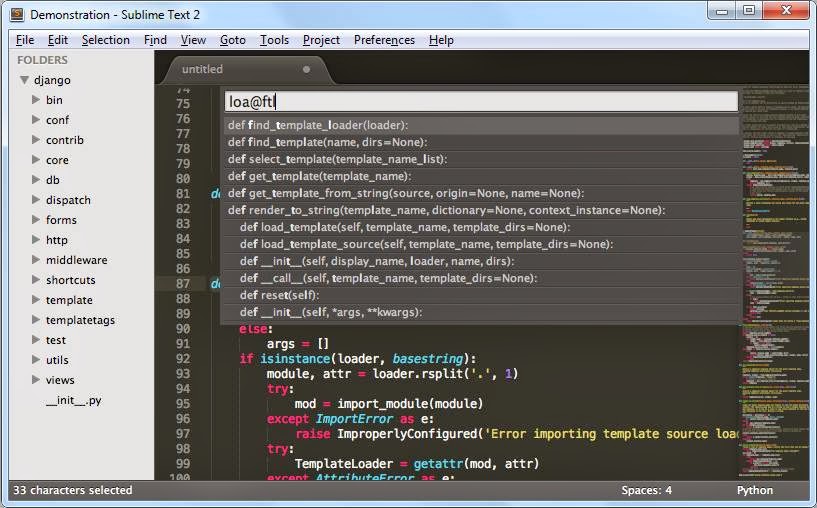 Demonstration - Sublime Text 2
File Edit Selection Find View Goto Tools Project Preferences Help
FOLDERS
django
bin
conf
contrib
core
db
dispatch
forms
http
middleware
shortcuts
template
templatetags
test
utils
views
__init__.py
untitled
loa@ftl
def find_template_loader(loader):
def find_template(name, dirs=None):
def select_template(template_name_list):
def get_template(template_name):
def get_template_from_string(source, origin=None, name=None):
def render_to_string(template_name, dictionary=None, context_instance=None):
def load_template(self, template_name, template_dirs=None):
def load_template_source(self, template_name, template_dirs=None):
def __init__(self, display_name, loader, name, dirs):
def __call__(self, template_name, template_dirs=None):
def reset(self):
def __init__(self, *args, **kwargs):
74
75
76
77
78
79
80
81 de
82
83
84
85
86
87 de
88
89
90 else:
91 args = []
92 if isinstance(loader, basestring):
93 module, attr = loader.rsplit('.', 1)
94 try:
95 mod = import_module(module)
96 except ImportError as e:
97 raise ImproperlyConfigured('Error importing template source loa
98 try:
99 TemplateLoader = getattr(mod, attr)
100 except AttributeError as e:
33 characters selected
Spaces: 4
Python